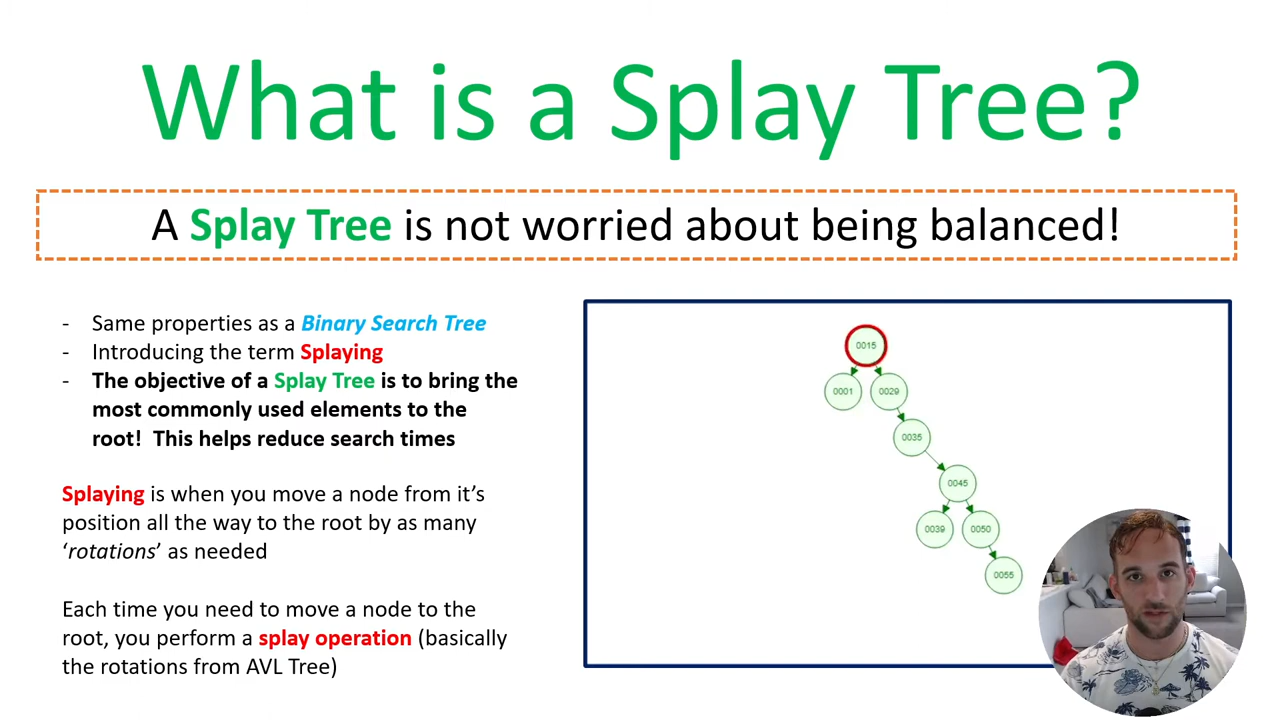 What is a Splay Tree?
A Splay Tree is not worried about being balanced!
- Same properties as a Binary Search Tree
- Introducing the term Splaying
- The objective of a Splay Tree is to bring the
most commonly used elements to the
root! This helps reduce search times
Splaying is when you move a node from it's
position all the way to the root by as many
‘rotations’ as needed
Each time you need to move a node to the
root, you perform a splay operation (basically
the rotations from AVL Tree)
0015
0001 0029
0035
0045
0039 0050
0055